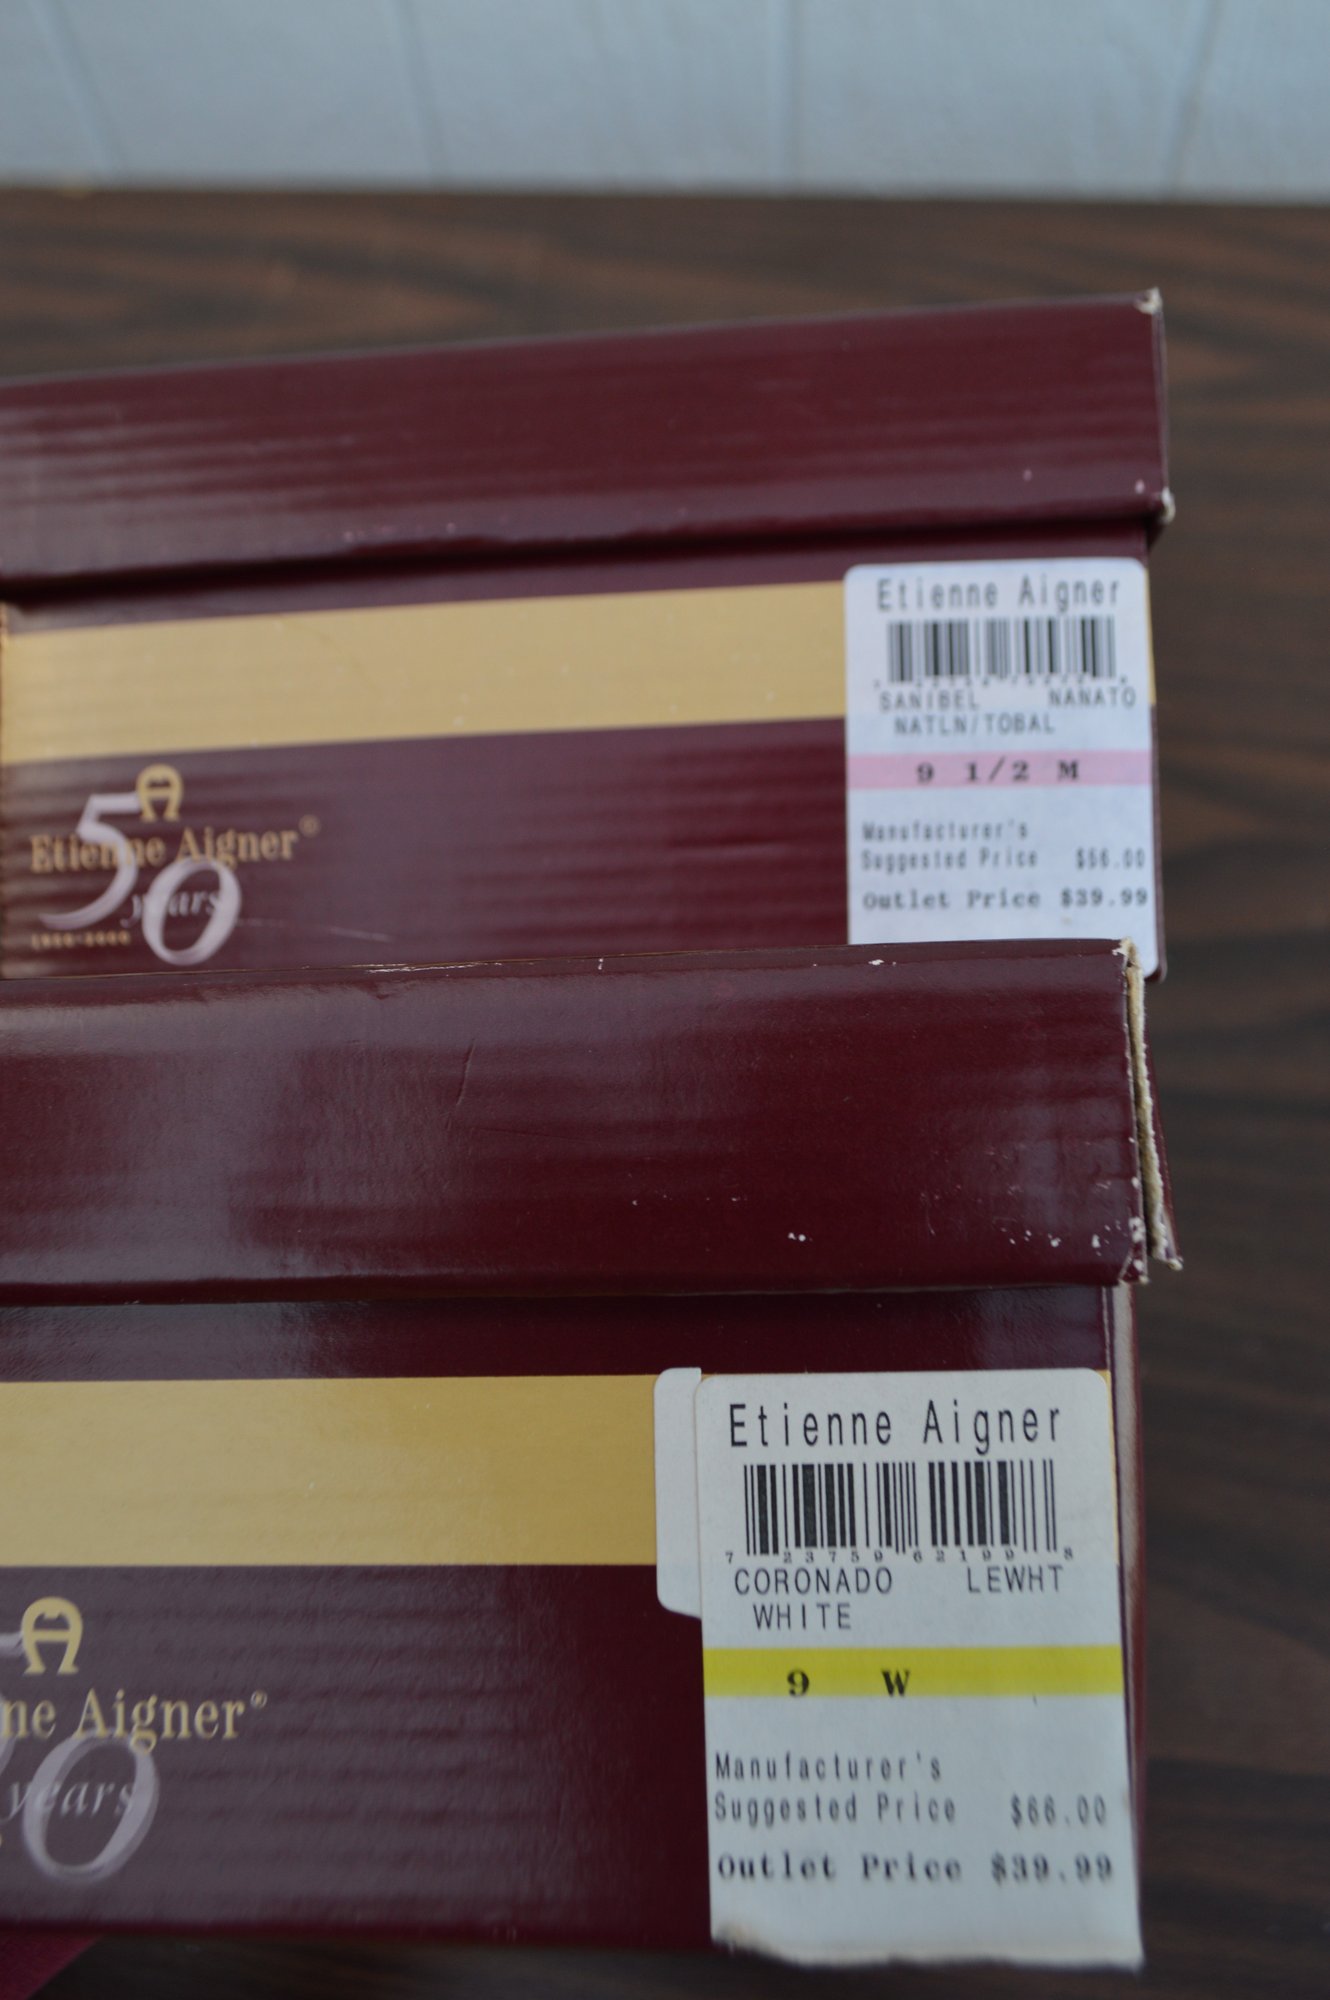 Etienne Aigner
SANIBEL NANATO
NATLN/TOBAL
9 1/2 M
Manufacturer's
Suggested Price $56.00
Outlet Price $39.99
A
Etienne Aigner®
50
years
Etienne Aigner
7 23759 62199 8
CORONADO LEWHT
WHITE
9 W
Manufacturer's
Suggested Price $66.00
Outlet Price $39.99
A
ne Aigner®
0
years